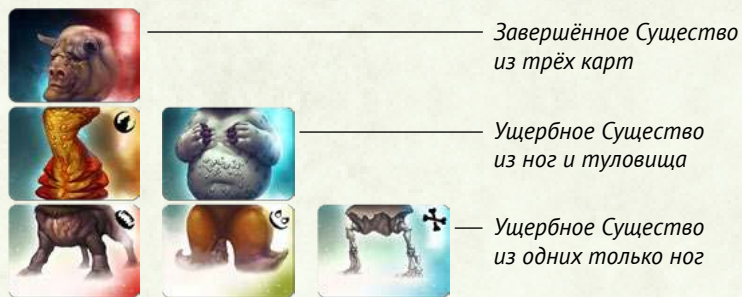 Завершённое Существо
из трёх карт
Ущербное Существо
из ног и туловища
Ущербное Существо
из одних только ног